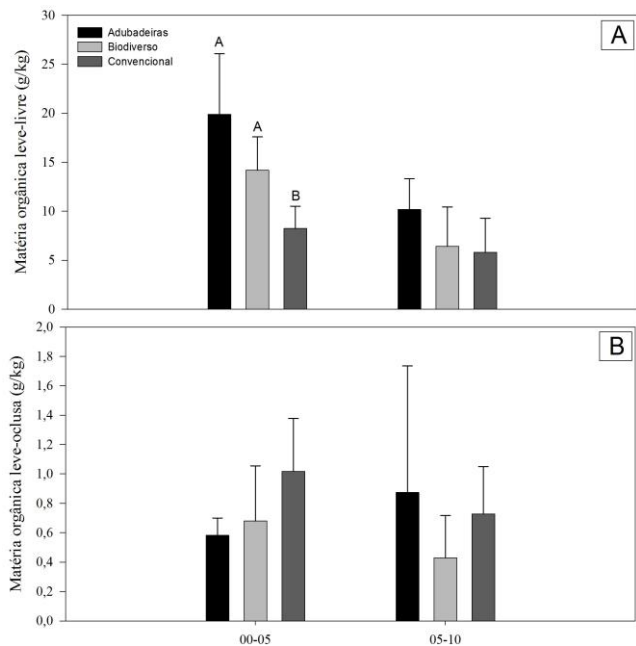 30
25
20
15
10
5
0
Matéria orgânica leve-livre (g/kg)
Adubadeiras
Biodiverso
Convencional
A
A
A
B
2,0
1,8
1,6
1,4
1,2
1,0
0,8
0,6
0,4
0,2
0,0
Matéria orgânica leve-oclusa (g/kg)
B
00-05
05-10